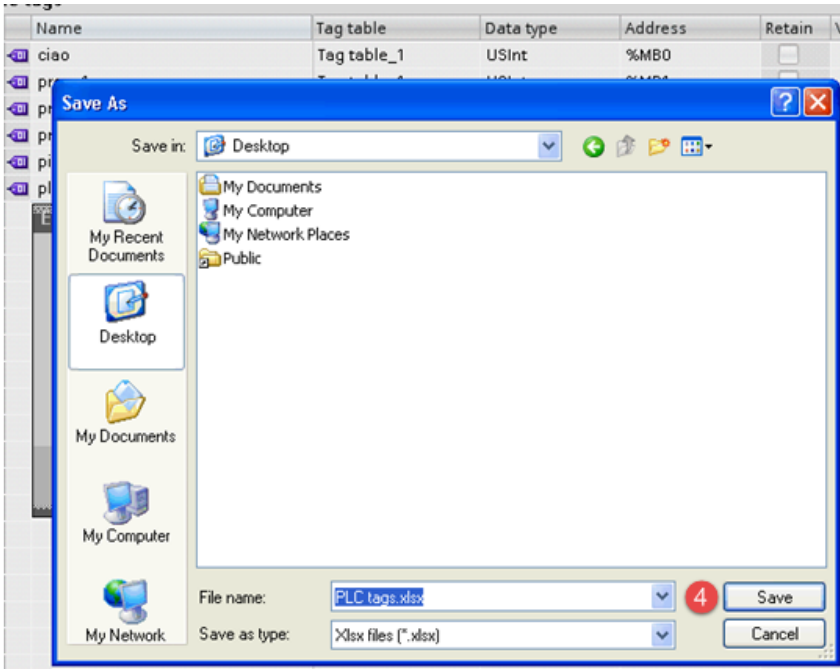 Name Tag table Data type Address Retain
ciao Tag table_1 USInt %MB0
Save As
Save in: Desktop
My Documents
My Computer
My Network Places
Public
My Recent
Documents
Desktop
My Documents
My Computer
My Network
File name: PLC tags.xlsx 4 Save
Save as type: Xlsx files (*.xlsx) Cancel